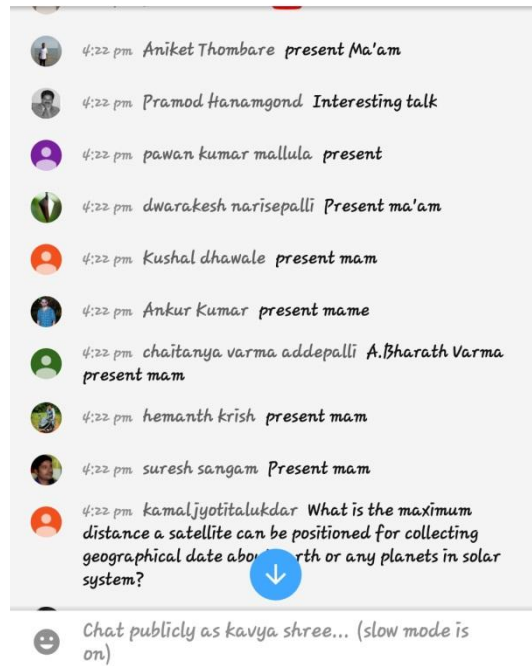 4:22 pm Aniket Thombare present Ma'am
4:22 pm Pramod Hanamgond Interesting talk
4:22 pm pawan kumar mallula present
4:22 pm dwarakesh narisepalli Present ma'am
4:22 pm Kushal dhawale present mam
4:22 pm Ankur Kumar present mame
4:22 pm chaitanya varma addepalli A.Bharath Varma
present mam
4:22 pm hemanth krish present mam
4:22 pm suresh sangam Present mam
4:22 pm kamaljyotitalukdar What is the maximum
distance a satellite can be positioned for collecting
geographical date or any planets in solar
system?
Chat publicly as kavya shree... (slow mode is
on)